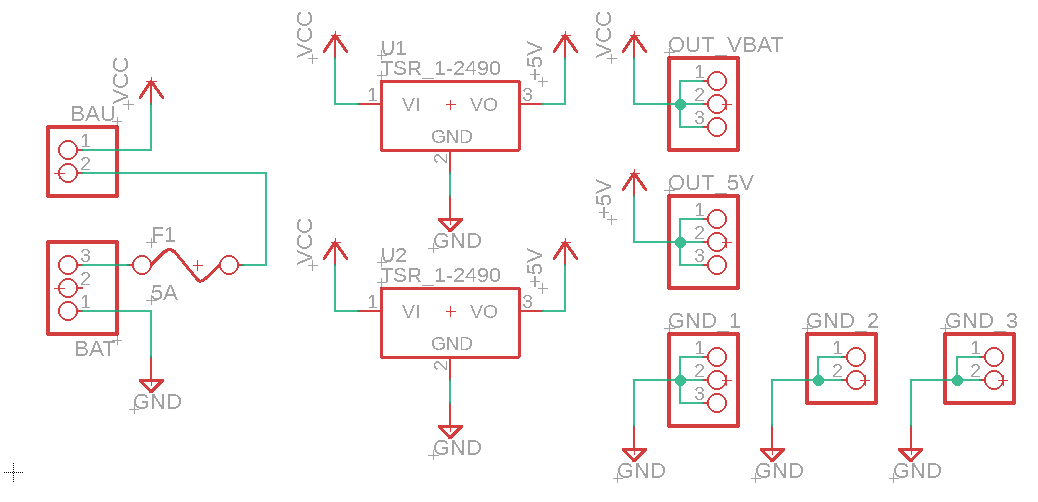 VCC
BAU
1
2
F1
5A
3
2
1
BAT
GND
VCC
U1
TSR_1-2490
+5V
1
VI
VO
3
GND
2
GND
VCC
U2
TSR_1-2490
+5V
1
VI
VO
3
GND
2
GND
VCC
OUT_VBAT
1
2
3
+5V
OUT_5V
1
2
3
GND_1
1
2
3
GND
GND_2
1
2
GND
GND_3
1
2
GND